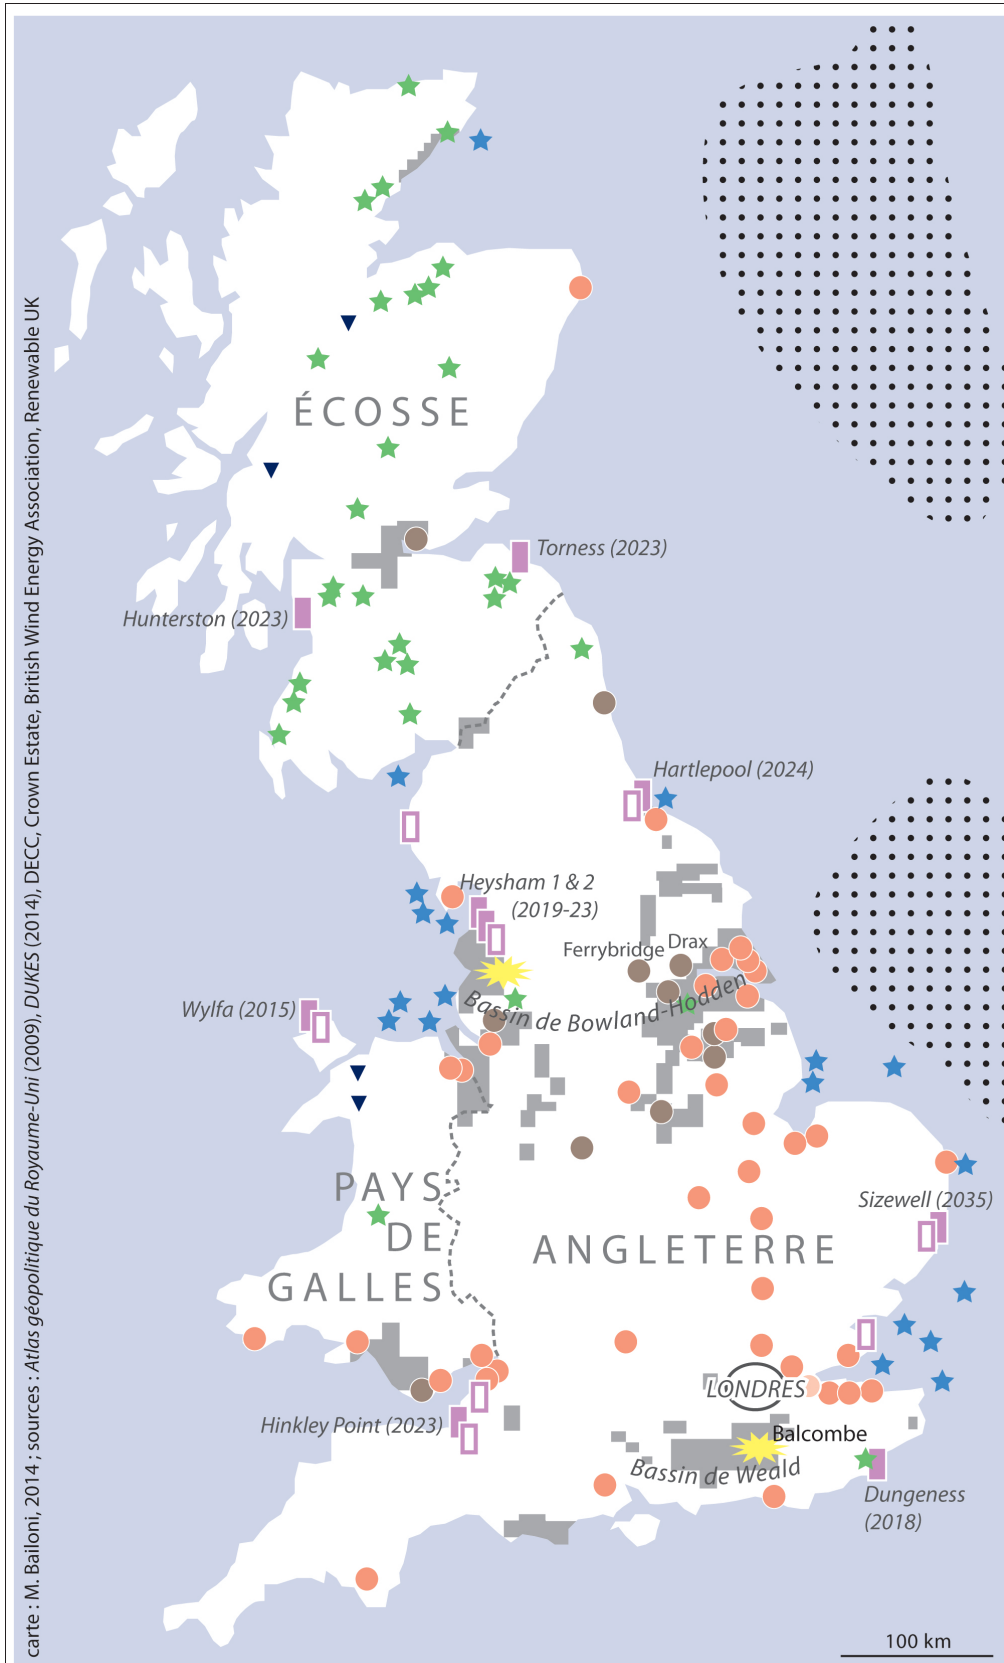 ÉCOSSE
Torness (2023)
Hunterston (2023)
Hartlepool (2024)
Heysham 1 & 2
(2019-23)
Ferrybridge
Drax
Bassin de Bowland-Hodden
Wylfa (2015)
PAYS
DE
GALLES
Sizewell (2035)
ANGLETERRE
LONDRES
Hinkley Point (2023)
Balcombe
Bassin de Weald
Dungeness
(2018)
100 km
carte : M. Bailoni, 2014 ; sources : Atlas géopolitique du Royaume-Uni (2009), DUKES (2014), DECC, Crown Estate, British Wind Energy Association, Renewable UK